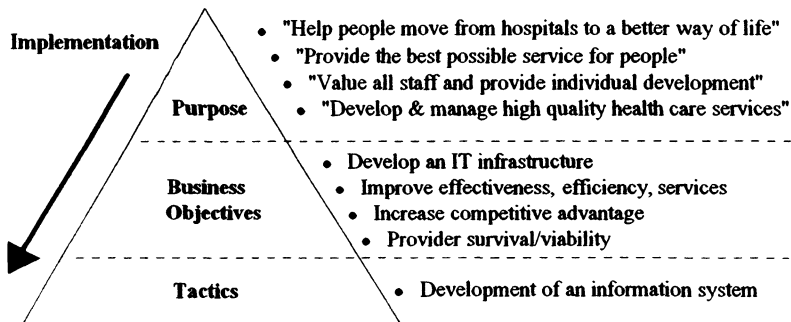 Implementation
• "Help people move from hospitals to a better way of life"
• "Provide the best possible service for people"
• "Value all staff and provide individual development"
Purpose
• "Develop & manage high quality health care services"
• Develop an IT infrastructure
Business
Objectives
• Improve effectiveness, efficiency, services
• Increase competitive advantage
• Provider survival/viability
Tactics
• Development of an information system